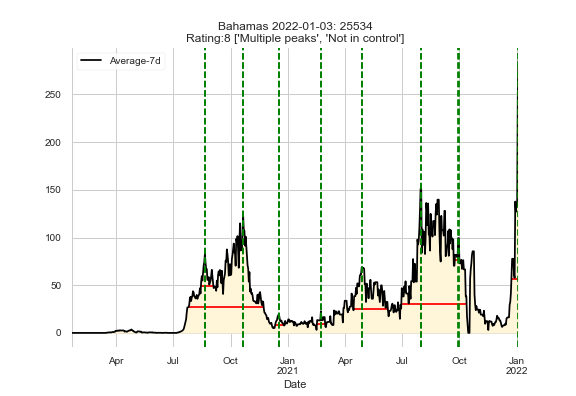 Bahamas 2022-01-03: 25534
Rating:8 ['Multiple peaks', 'Not in control']
Average-7d
250
200
150
100
50
0
Apr
Jul
Oct
Jan
2021
Apr
Jul
Oct
Jan
2022
Date